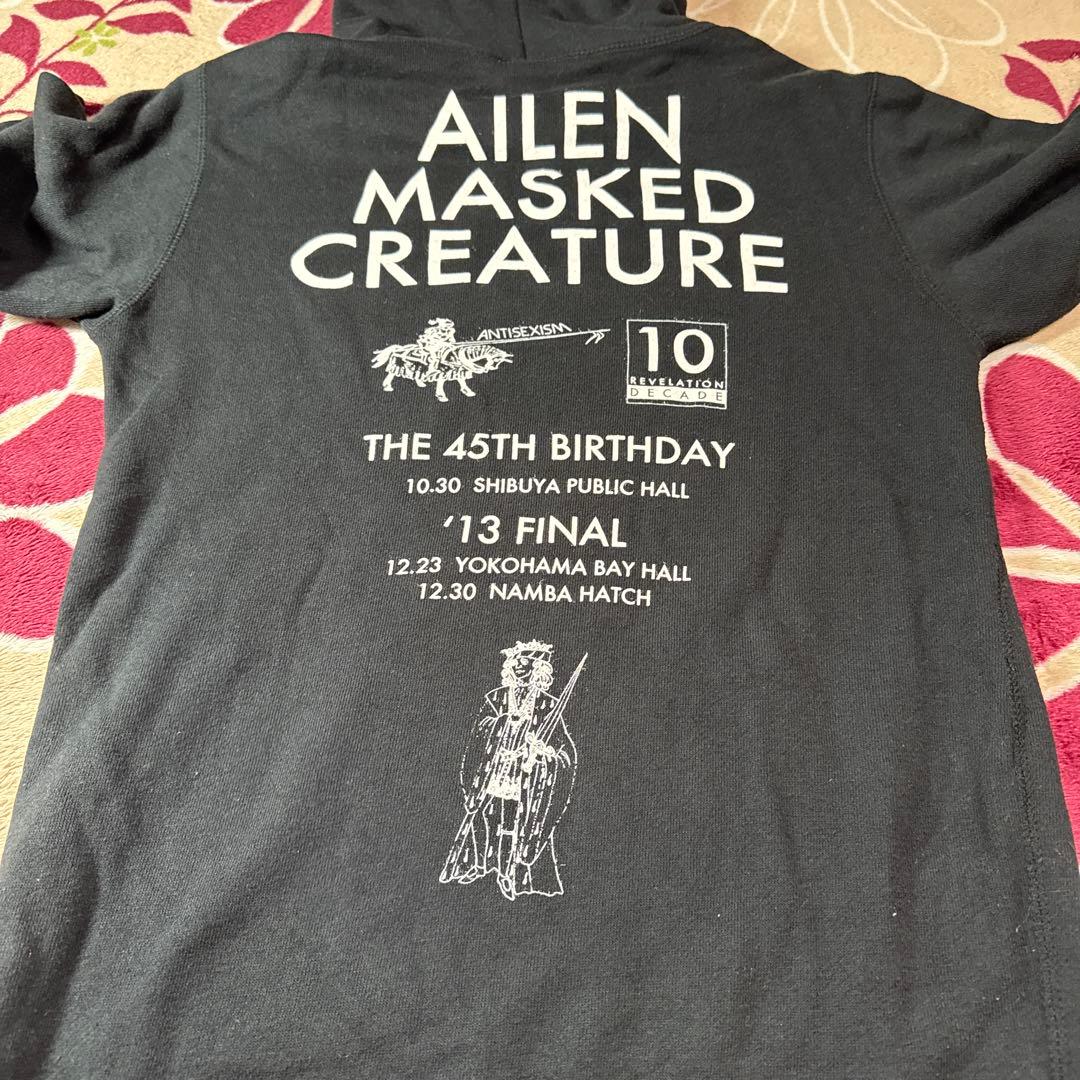 AILEN
MASKED
CREATURE
ANTISEXISM
10
REVELATION
DECADE
THE 45TH BIRTHDAY
10.30 SHIBUYA PUBLIC HALL
'13 FINAL
12.23 YOKOHAMA BAY HALL
12.30 NAMBA HATCH